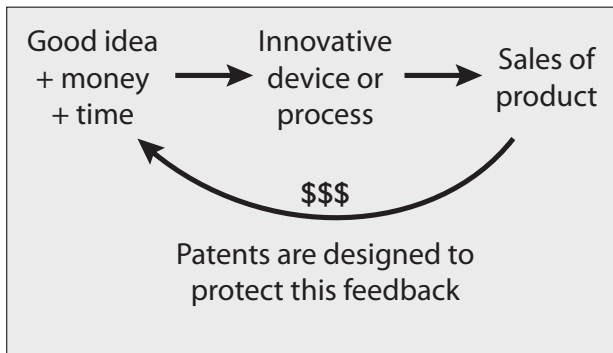 Good idea
+ money
+ time
Innovative
device or
process
Sales of
product
$$$
Patents are designed to
protect this feedback